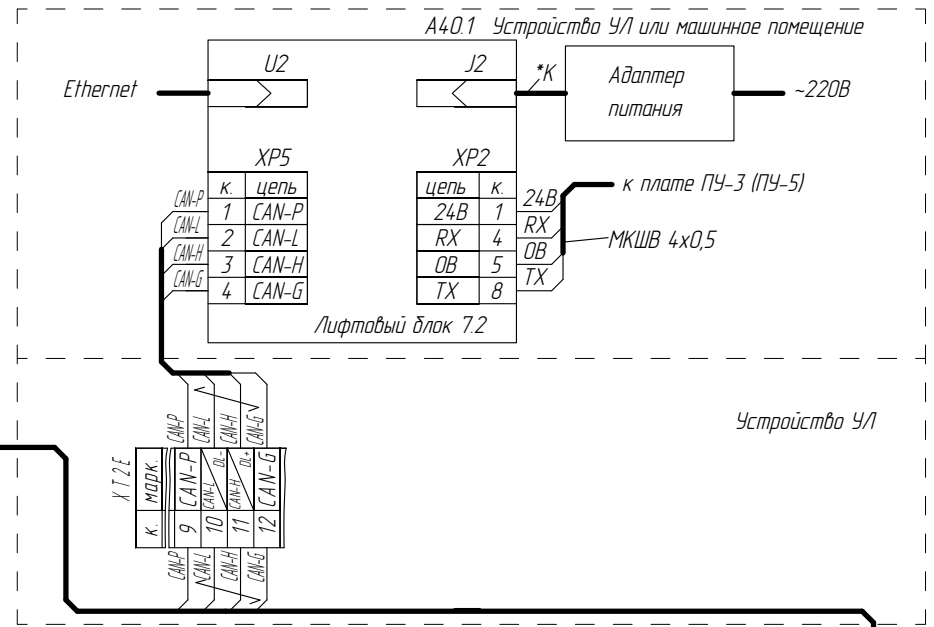 А40.1 Устройство УЛ или машинное помещение
U2
J2
Ethernet
*К
Адаптер
питания
~220В
XP5
XP2
к. цепь
цепь к.
CAN-P 1 CAN-P
24В 1 24В
CAN-L 2 CAN-L
RX 4 RX
CAN-H 3 CAN-H
0В 5 0В
CAN-G 4 CAN-G
TX 8 TX
к плате ПУ-3 (ПУ-5)
МКШВ 4х0,5
Лифтовый блок 7.2
Устройство УЛ
CAN-P CAN-L CAN-H CAN-G
XT2E
марк. CAN-P CAN-L DL- CAN-H DL+ CAN-G
к. 9 10 11 12
CAN-P CAN-L CAN-H CAN-G